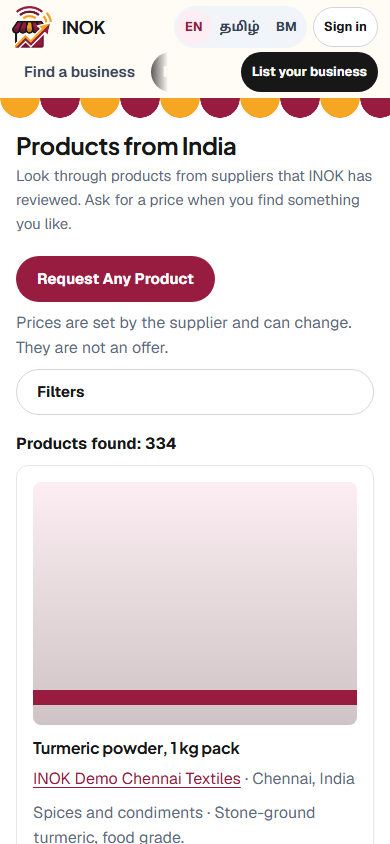 INOK
EN தமிழ் BM
Sign in
Find a business
List your business
Products from India
Look through products from suppliers that INOK has
reviewed. Ask for a price when you find something
you like.
Request Any Product
Prices are set by the supplier and can change.
They are not an offer.
Filters
Products found: 334
Turmeric powder, 1 kg pack
INOK Demo Chennai Textiles · Chennai, India
Spices and condiments · Stone-ground
turmeric, food grade.